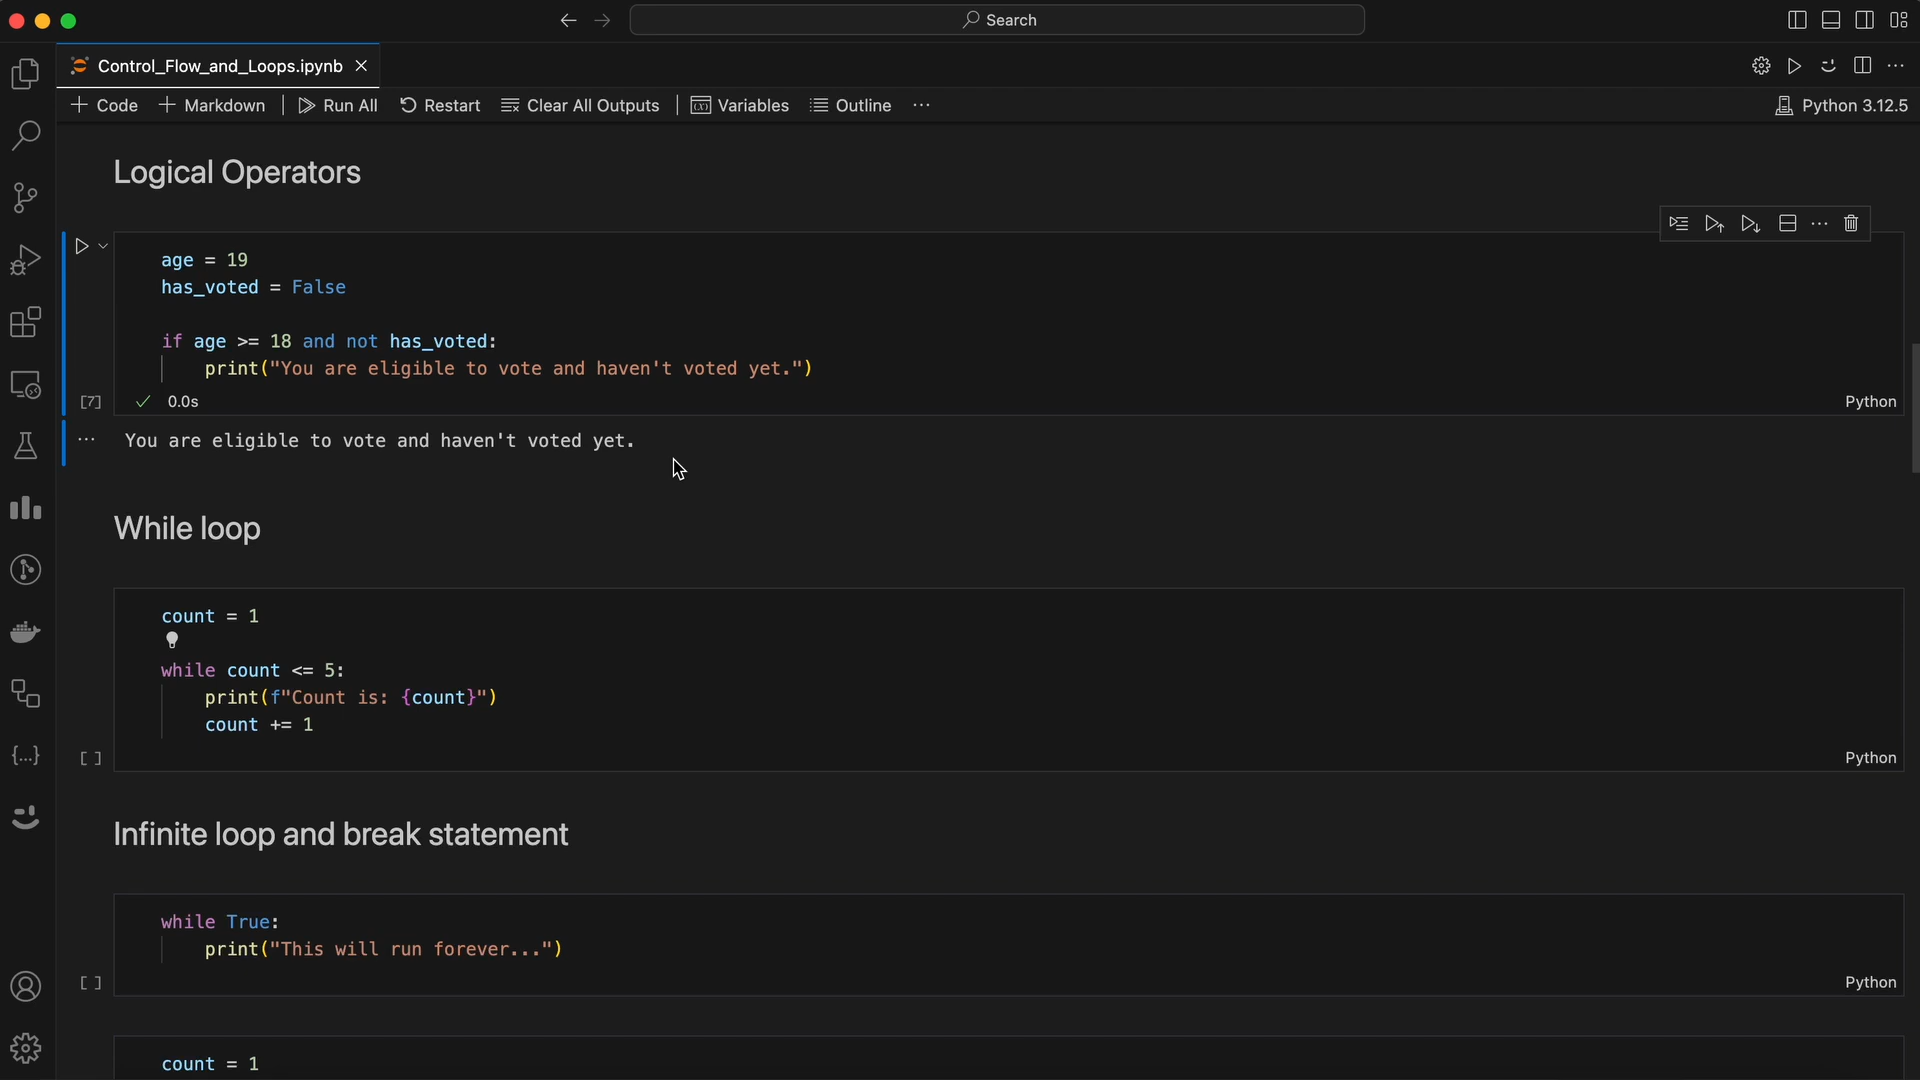 Search
Control_Flow_and_Loops.ipynb
Code Markdown Run All Restart Clear All Outputs Variables Outline ... Python 3.12.5
Logical Operators
age = 19
has_voted = False
if age >= 18 and not has_voted:
print("You are eligible to vote and haven't voted yet.")
[7] 0.0s Python
You are eligible to vote and haven't voted yet.
While loop
count = 1
while count <= 5:
print(f"Count is: {count}")
count += 1
[ ] Python
Infinite loop and break statement
while True:
print("This will run forever...")
[ ] Python
count = 1